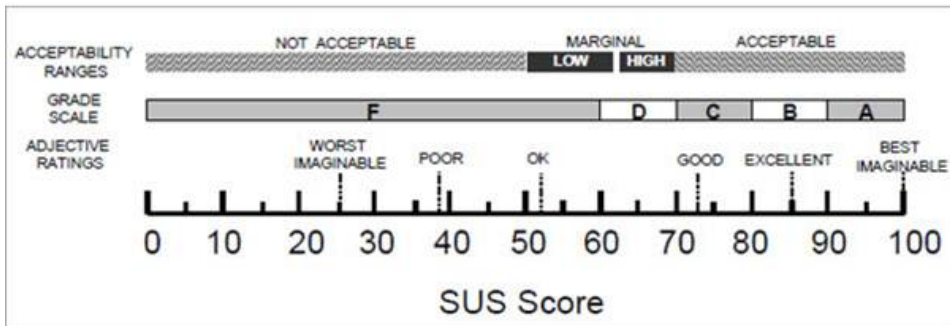 NOT ACCEPTABLE MARGINAL ACCEPTABLE
ACCEPTABILITY RANGES
LOW HIGH
GRADE SCALE
F D C B A
ADJECTIVE RATINGS
WORST IMAGINABLE POOR OK GOOD EXCELLENT BEST IMAGINABLE
0 10 20 30 40 50 60 70 80 90 100
SUS Score